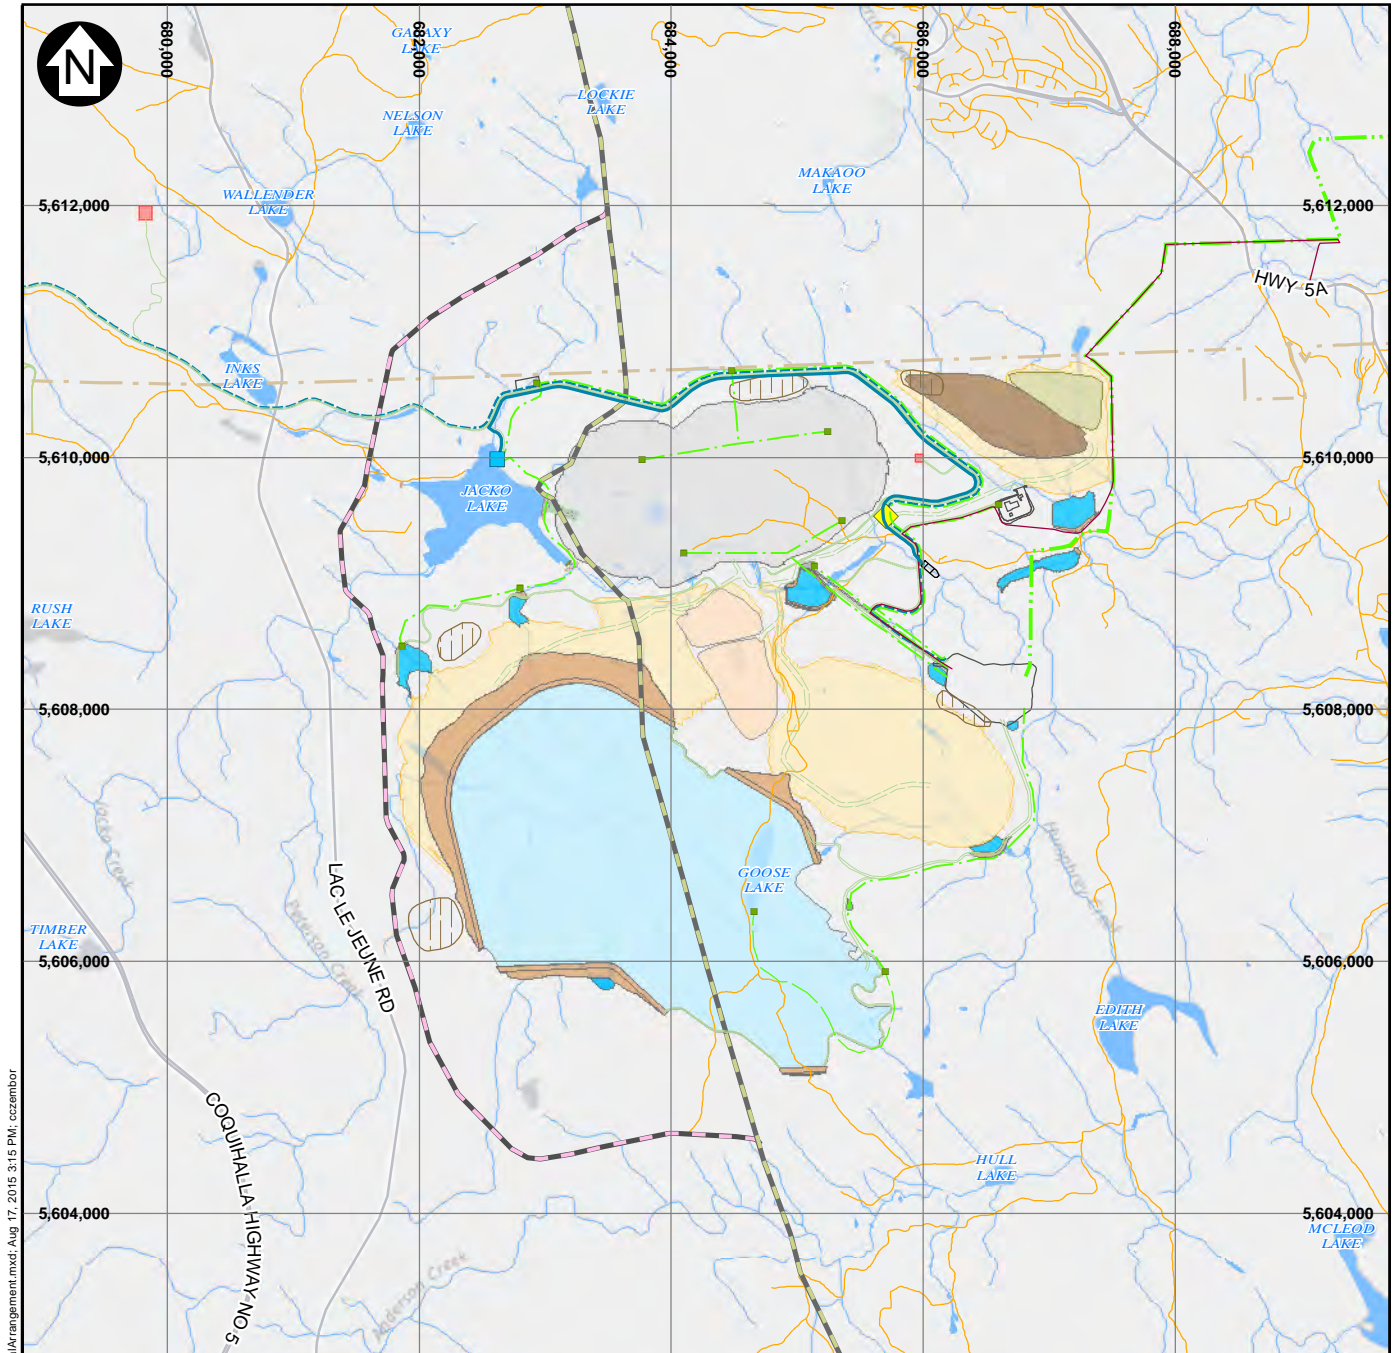 N
680,000
682,000
684,000
686,000
688,000
GALAXY
LAKE
LOCKIE
LAKE
NELSON
LAKE
MAKAOO
LAKE
WALLENDER
LAKE
5,612,000
5,612,000
HWY 5A
INKS
LAKE
5,610,000
5,610,000
JACKO
LAKE
RUSH
LAKE
5,608,000
5,608,000
Jacko Creek
Humphrey Creek
GOOSE
LAKE
LAC LE JEUNE RD
Peterson Creek
TIMBER
LAKE
5,606,000
5,606,000
EDITH
LAKE
COQUIHALLA HIGHWAY NO 5
HULL
LAKE
5,604,000
5,604,000
MCLEOD
LAKE
Anderson Creek
lArrangement.mxd; Aug 17, 2015 3:15 PM; cczembor